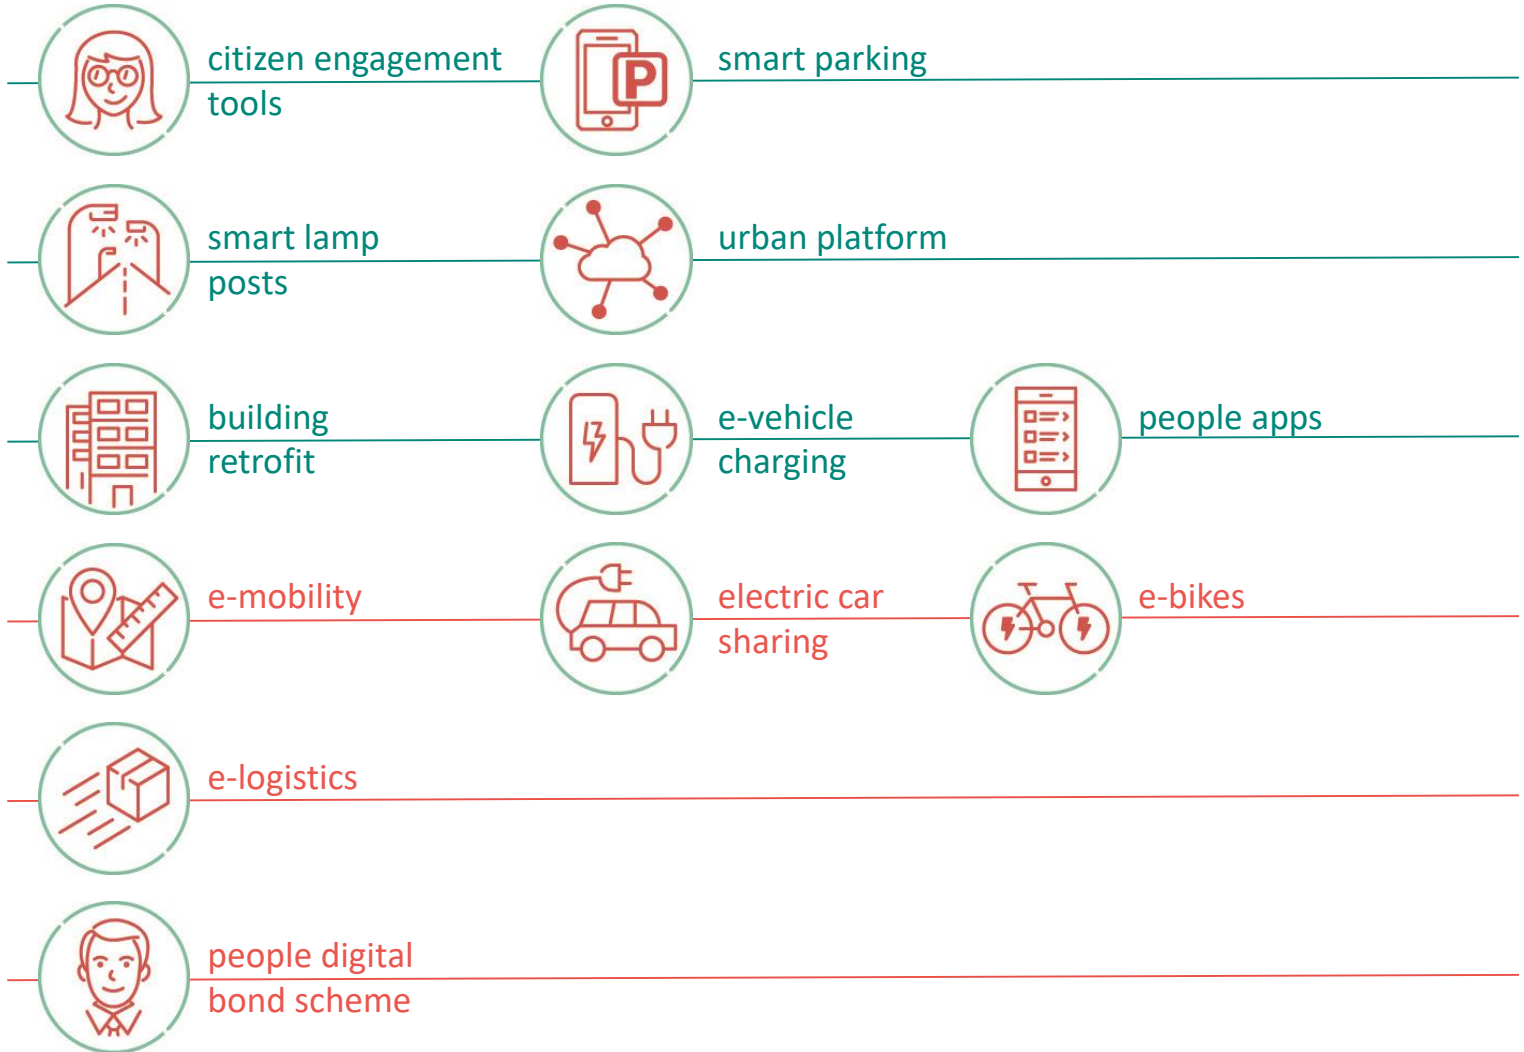 citizen engagement
tools
P
smart parking
smart lamp
posts
urban platform
building
retrofit
e-vehicle
charging
people apps
e-mobility
electric car
sharing
e-bikes
e-logistics
people digital
bond scheme